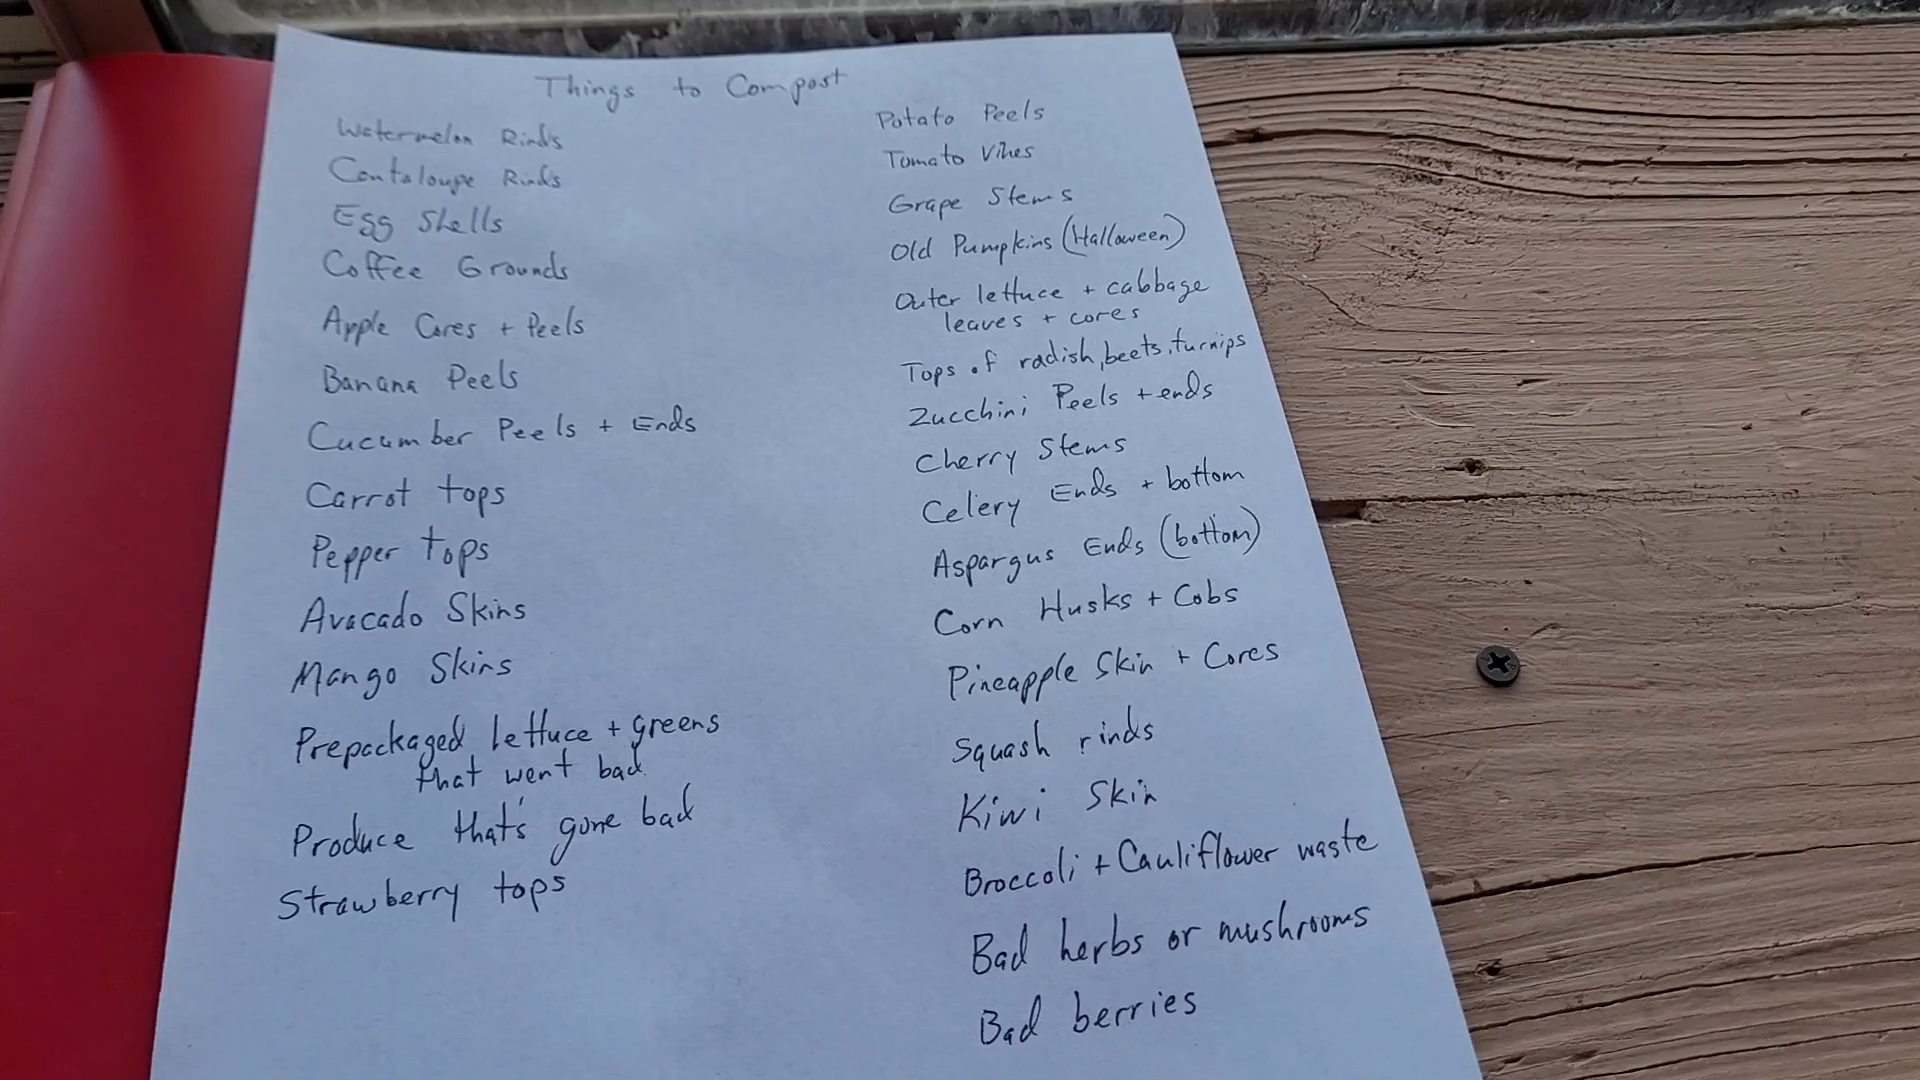 Things to Compost
Watermelon Rinds
Cantaloupe Rinds
Egg Shells
Coffee Grounds
Apple Cores + Peels
Banana Peels
Cucumber Peels + Ends
Carrot tops
Pepper tops
Avacado Skins
Mango Skins
Prepackaged lettuce + greens
that went bad
Produce that's gone bad
Strawberry tops
Potato Peels
Tomato Vines
Grape Stems
Old Pumpkins (Halloween)
Outer lettuce + cabbage
leaves + cores
Tops of radish, beets, turnips
Zucchini Peels + ends
Cherry Stems
Celery Ends + bottom
Aspargus Ends (bottom)
Corn Husks + Cobs
Pineapple Skin + Cores
Squash rinds
Kiwi Skin
Broccoli + Cauliflower waste
Bad herbs or mushrooms
Bad berries